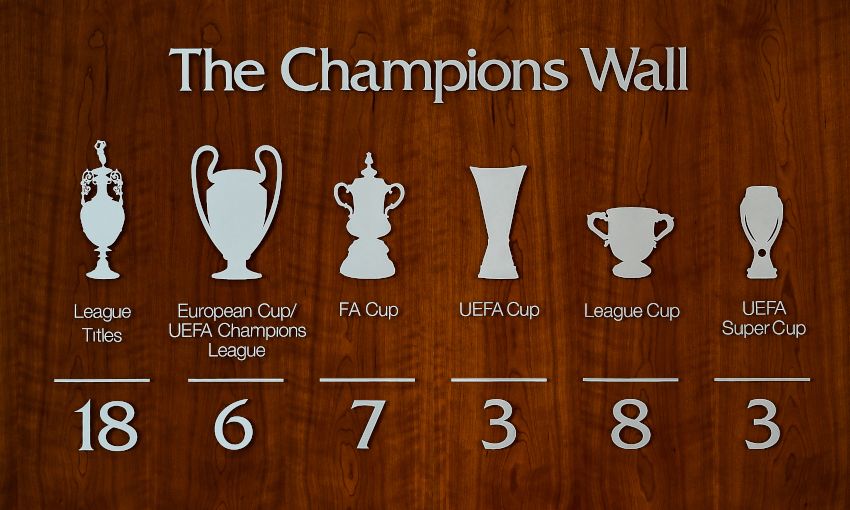 The Champions Wall
League
Titles
European Cup/
UEFA Champions
League
FA Cup
UEFA Cup
League Cup
UEFA
Super Cup
18
6
7
3
8
3